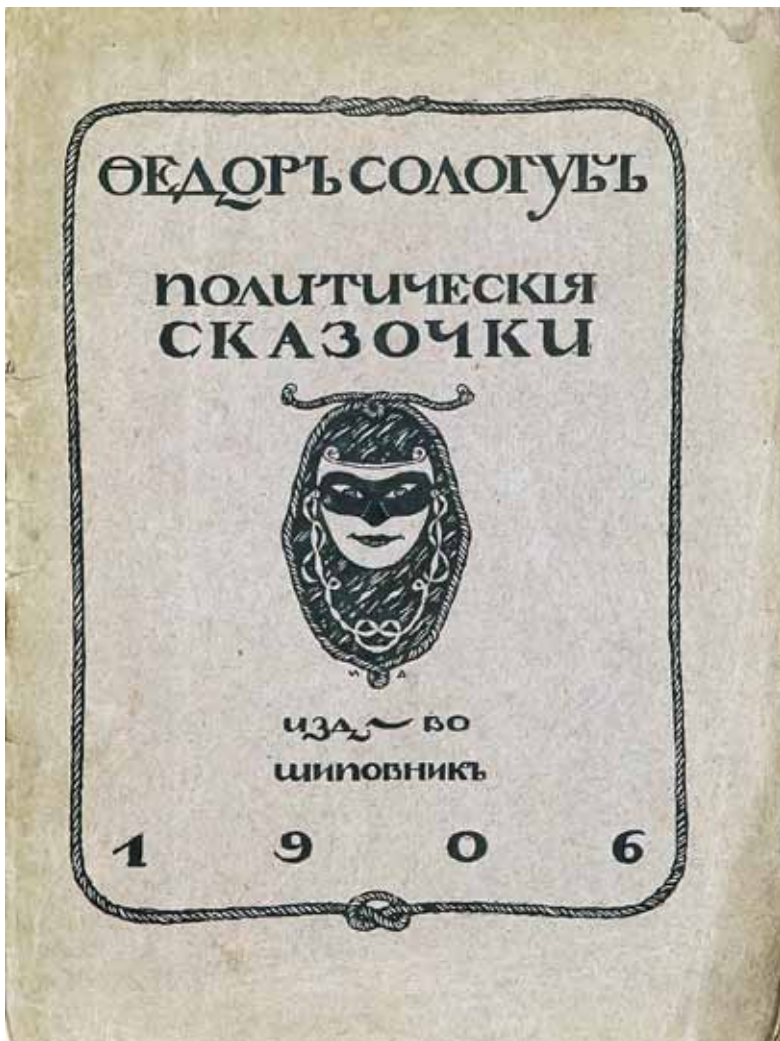 ѲЕДОРЪ СОЛОГУБЪ
ПОЛИТИЧЕСКІЯ
СКАЗОЧКИ
И Д
ИЗД~ВО
ШИПОВНИКЪ
1906